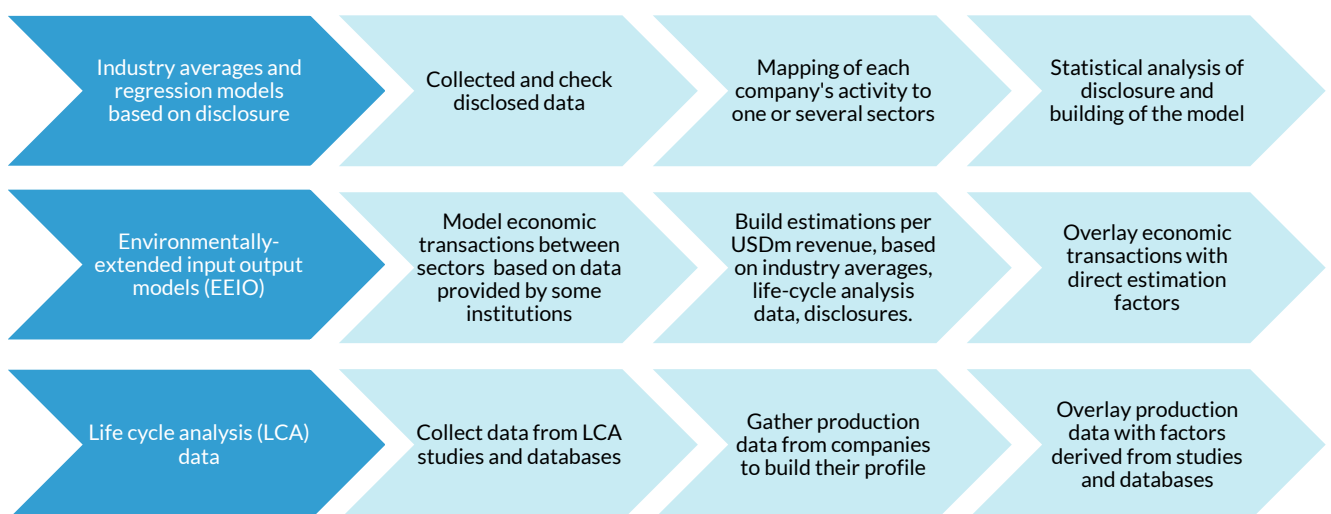 Industry averages and
regression models
based on disclosure
Collected and check
disclosed data
Mapping of each
company's activity to
one or several sectors
Statistical analysis of
disclosure and
building of the model
Environmentally-
extended input output
models (EEIO)
Model economic
transactions between
sectors based on data
provided by some
institutions
Build estimations per
USDm revenue, based
on industry averages,
life-cycle analysis
data, disclosures.
Overlay economic
transactions with
direct estimation
factors
Life cycle analysis (LCA)
data
Collect data from LCA
studies and databases
Gather production
data from companies
to build their profile
Overlay production
data with factors
derived from studies
and databases